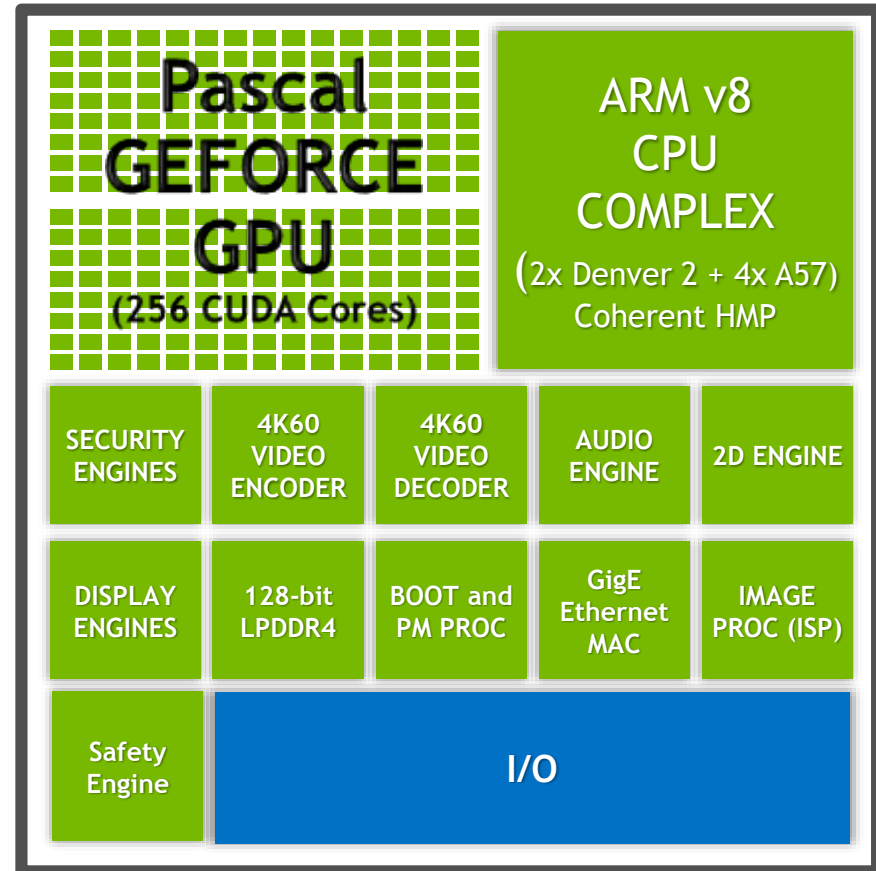 Pascal
GEFORCE
GPU
(256 CUDA Cores)
ARM v8
CPU
COMPLEX
(2x Denver 2 + 4x A57)
Coherent HMP
SECURITY
ENGINES
4K60
VIDEO
ENCODER
4K60
VIDEO
DECODER
AUDIO
ENGINE
2D ENGINE
DISPLAY
ENGINES
128-bit
LPDDR4
BOOT and
PM PROC
GigE
Ethernet
MAC
IMAGE
PROC (ISP)
Safety
Engine
I/O